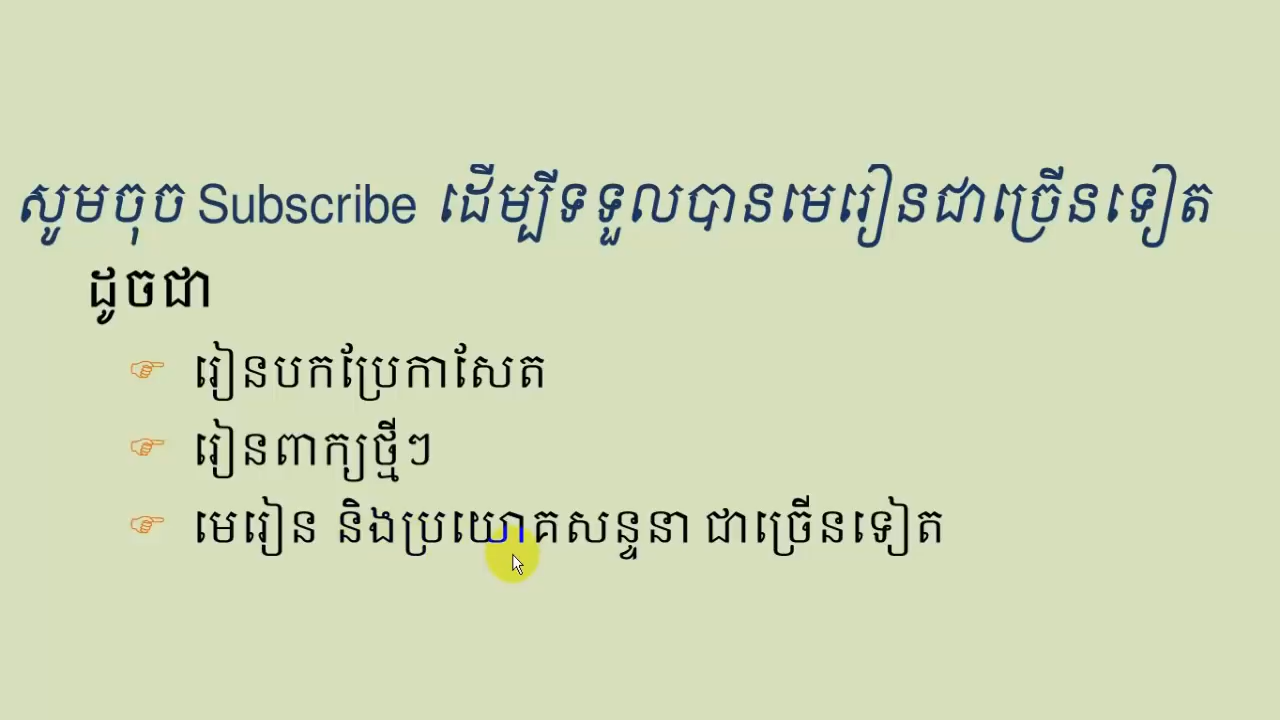 សូមចុច Subscribe ដើម្បីទទួលបានមេរៀនជាច្រើនទៀត
ដូចជា
រៀនបកប្រែកាសែត
រៀនពាក្យថ្មីៗ
មេរៀន និងប្រយោគសន្ទនា ជាច្រើនទៀត